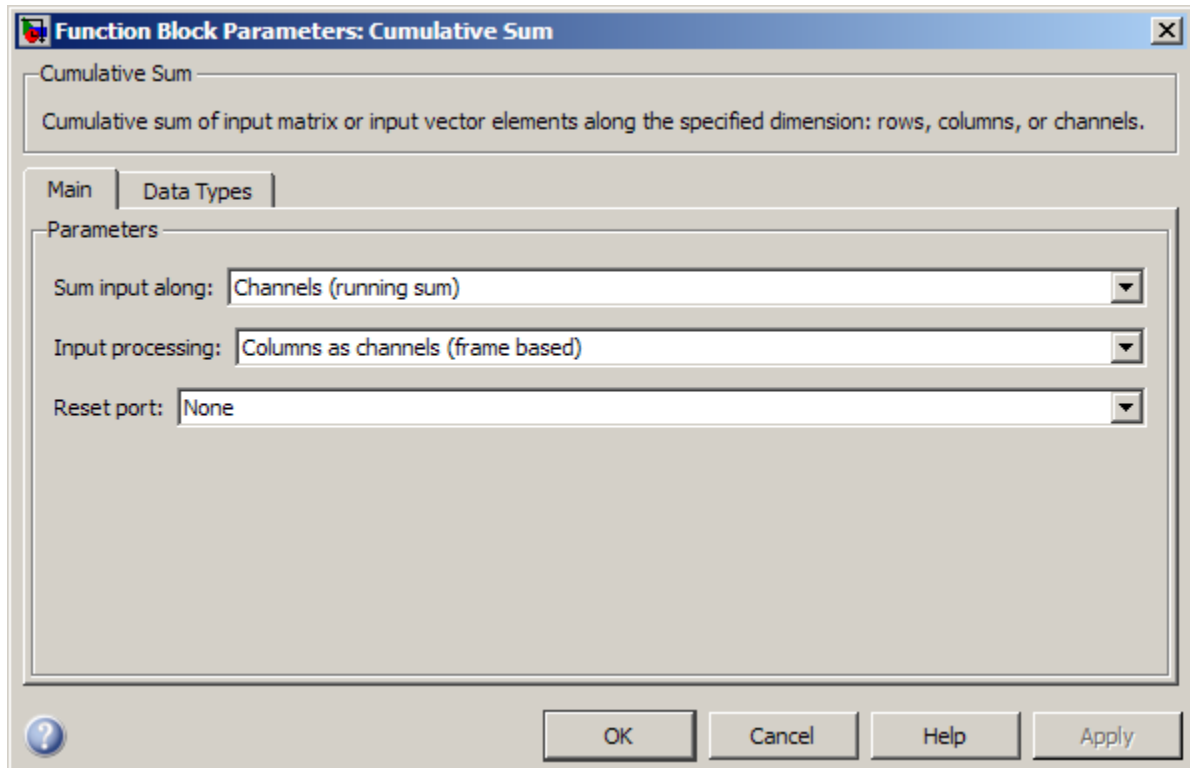 Function Block Parameters: Cumulative Sum
Cumulative Sum
Cumulative sum of input matrix or input vector elements along the specified dimension: rows, columns, or channels.
Main Data Types
Parameters
Sum input along: Channels (running sum)
Input processing: Columns as channels (frame based)
Reset port: None
? OK Cancel Help Apply